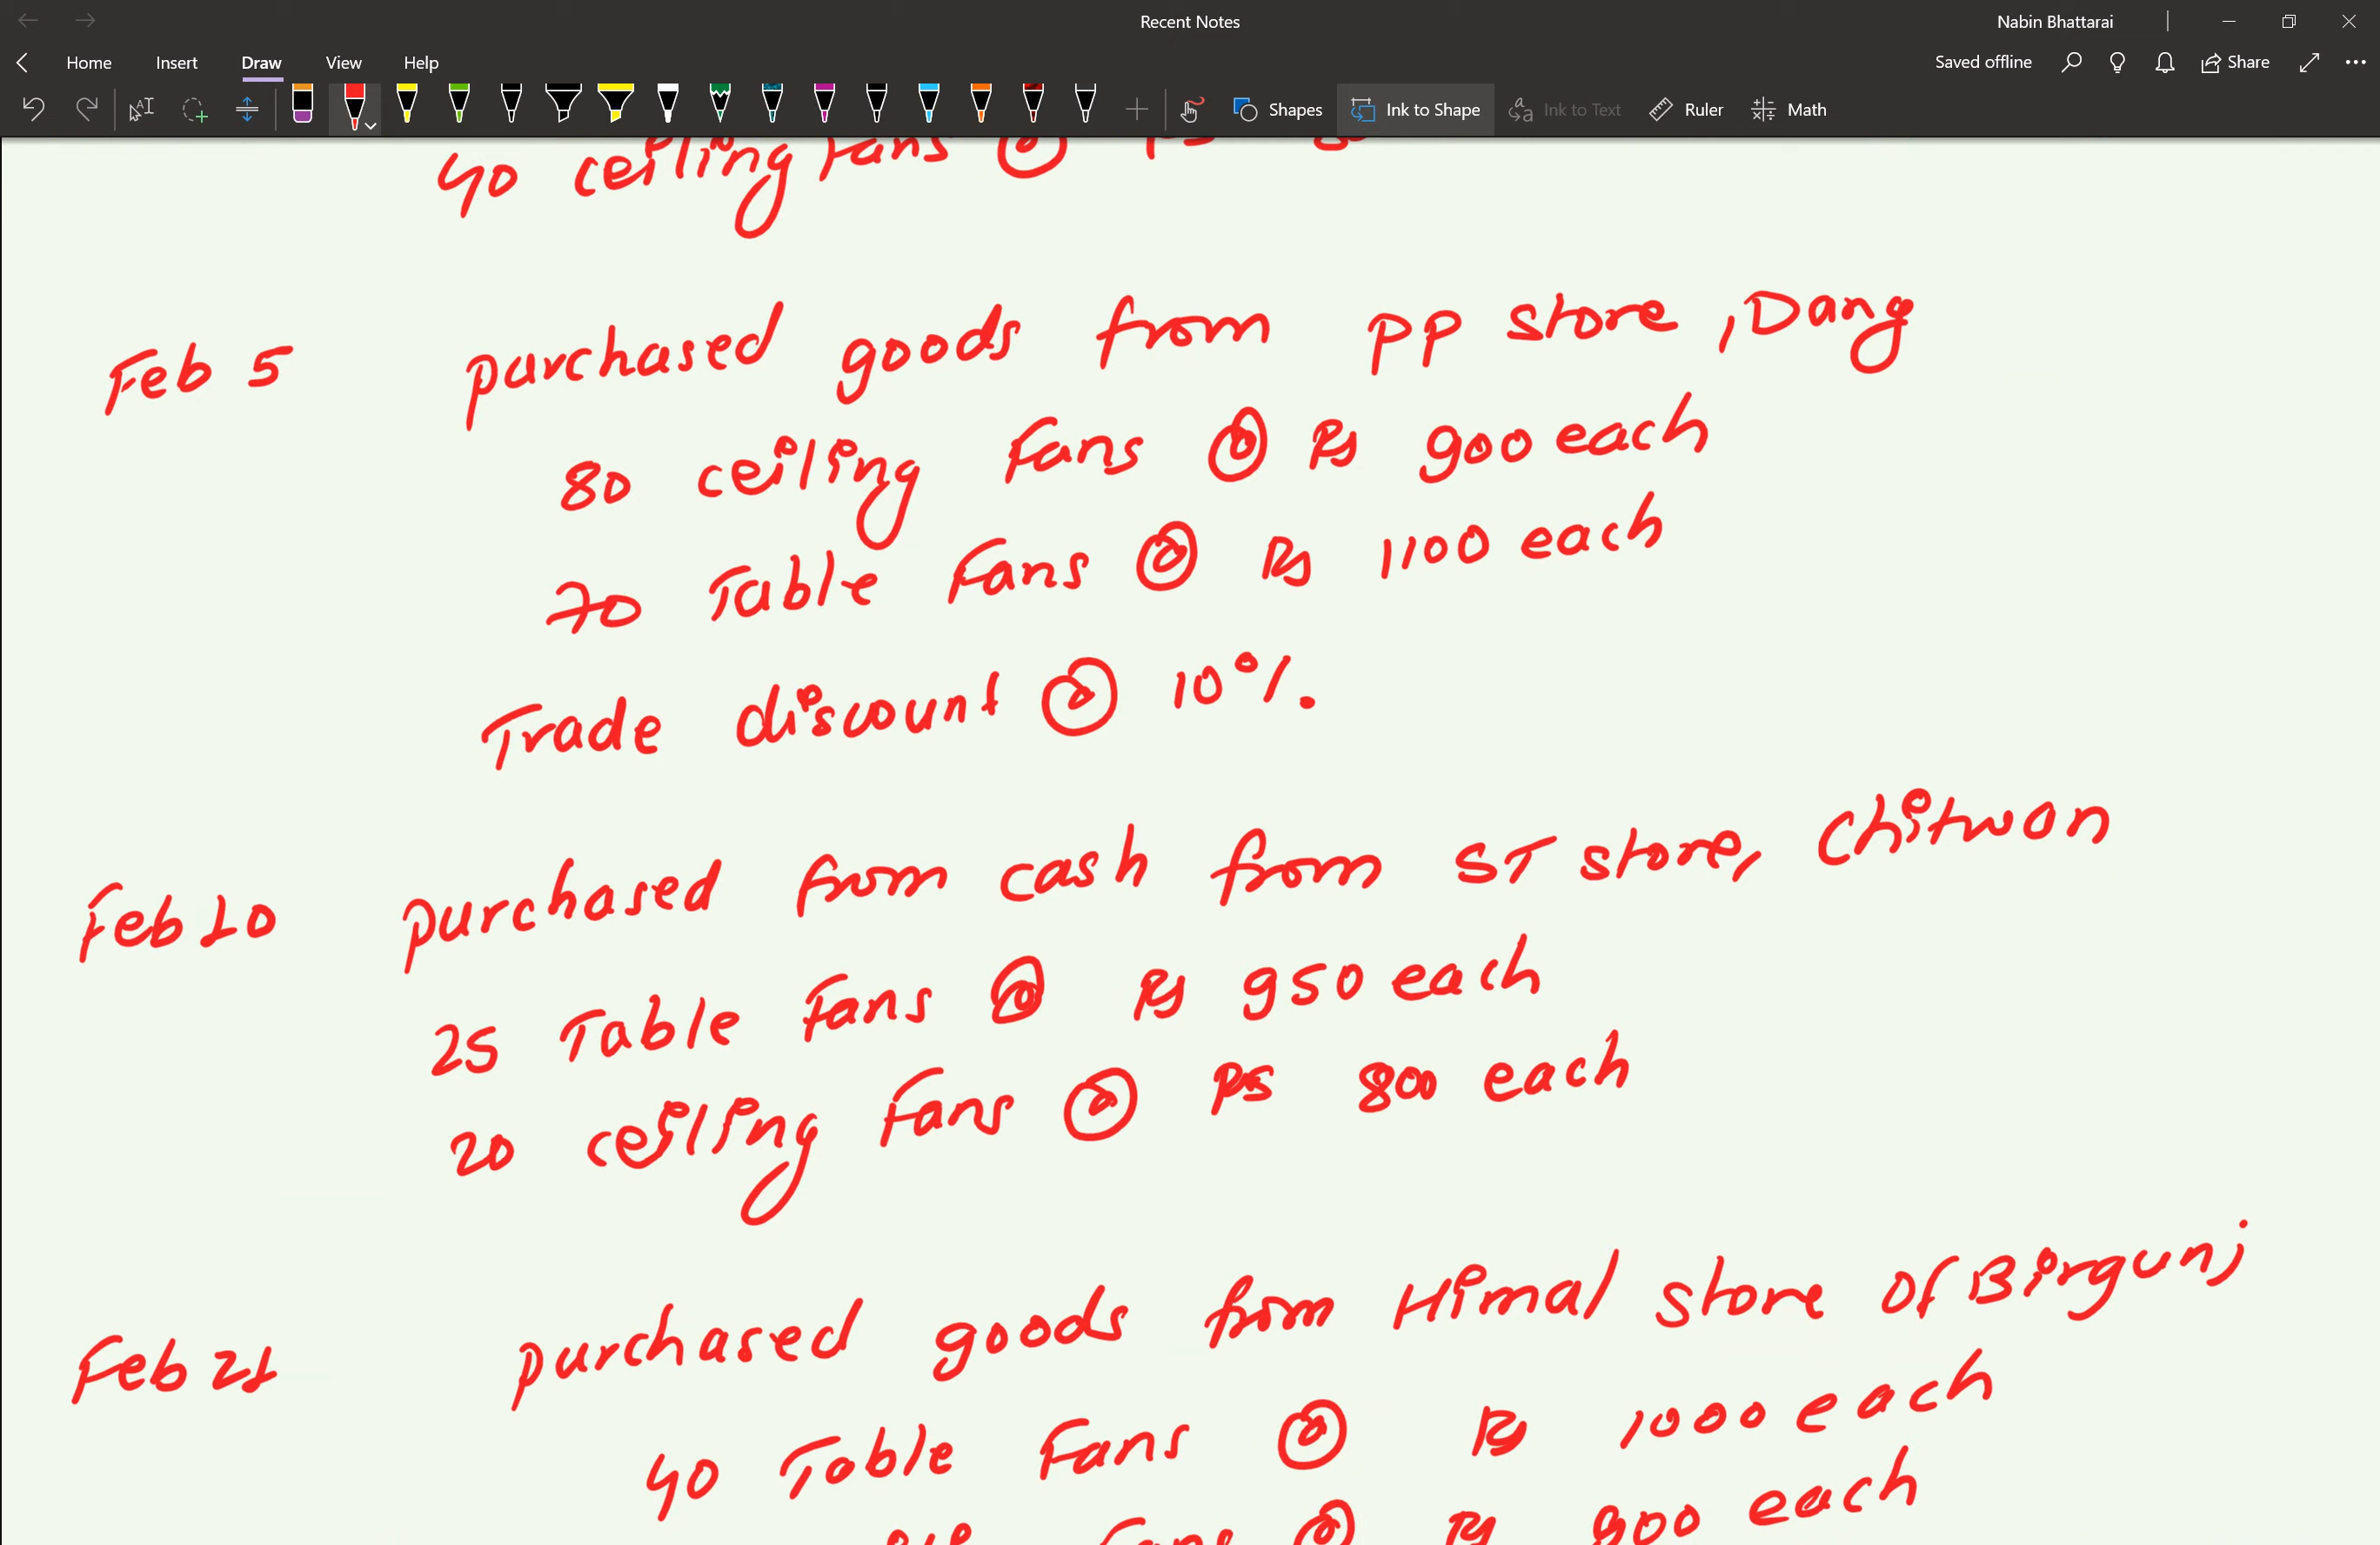 Recent Notes
Nabin Bhattarai
Home Insert Draw View Help
Saved offline
Share
Shapes
Ink to Shape
Ink to Text
Ruler
Math
40 ceiling Fans @
Feb 5 purchased goods from PP store, Dang
80 ceiling Fans @ Rs 900 each
70 Table Fans @ Rs 1100 each
Trade discount @ 10%.
Feb 10 purchased from cash from ST store, Chitwan
25 Table Fans @ Rs 950 each
20 ceiling Fans @ Rs 800 each
Feb 21 purchased goods from Himal store of Birgunj
40 Table Fans @ Rs 1000 each
Fans @ Rs 900 each